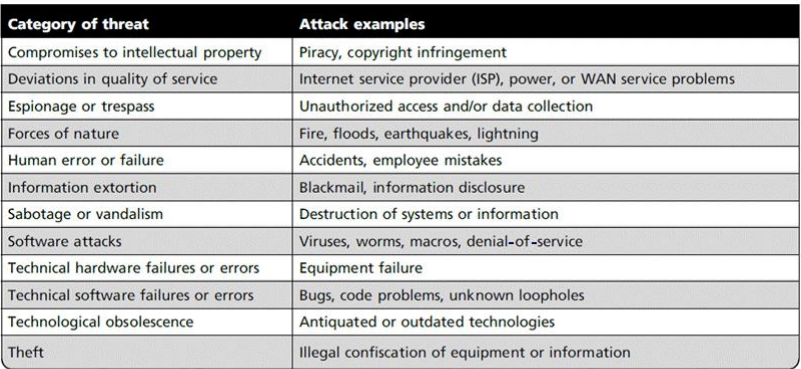 Category of threat Attack examples
Compromises to intellectual property Piracy, copyright infringement
Deviations in quality of service Internet service provider (ISP), power, or WAN service problems
Espionage or trespass Unauthorized access and/or data collection
Forces of nature Fire, floods, earthquakes, lightning
Human error or failure Accidents, employee mistakes
Information extortion Blackmail, information disclosure
Sabotage or vandalism Destruction of systems or information
Software attacks Viruses, worms, macros, denial-of-service
Technical hardware failures or errors Equipment failure
Technical software failures or errors Bugs, code problems, unknown loopholes
Technological obsolescence Antiquated or outdated technologies
Theft Illegal confiscation of equipment or information